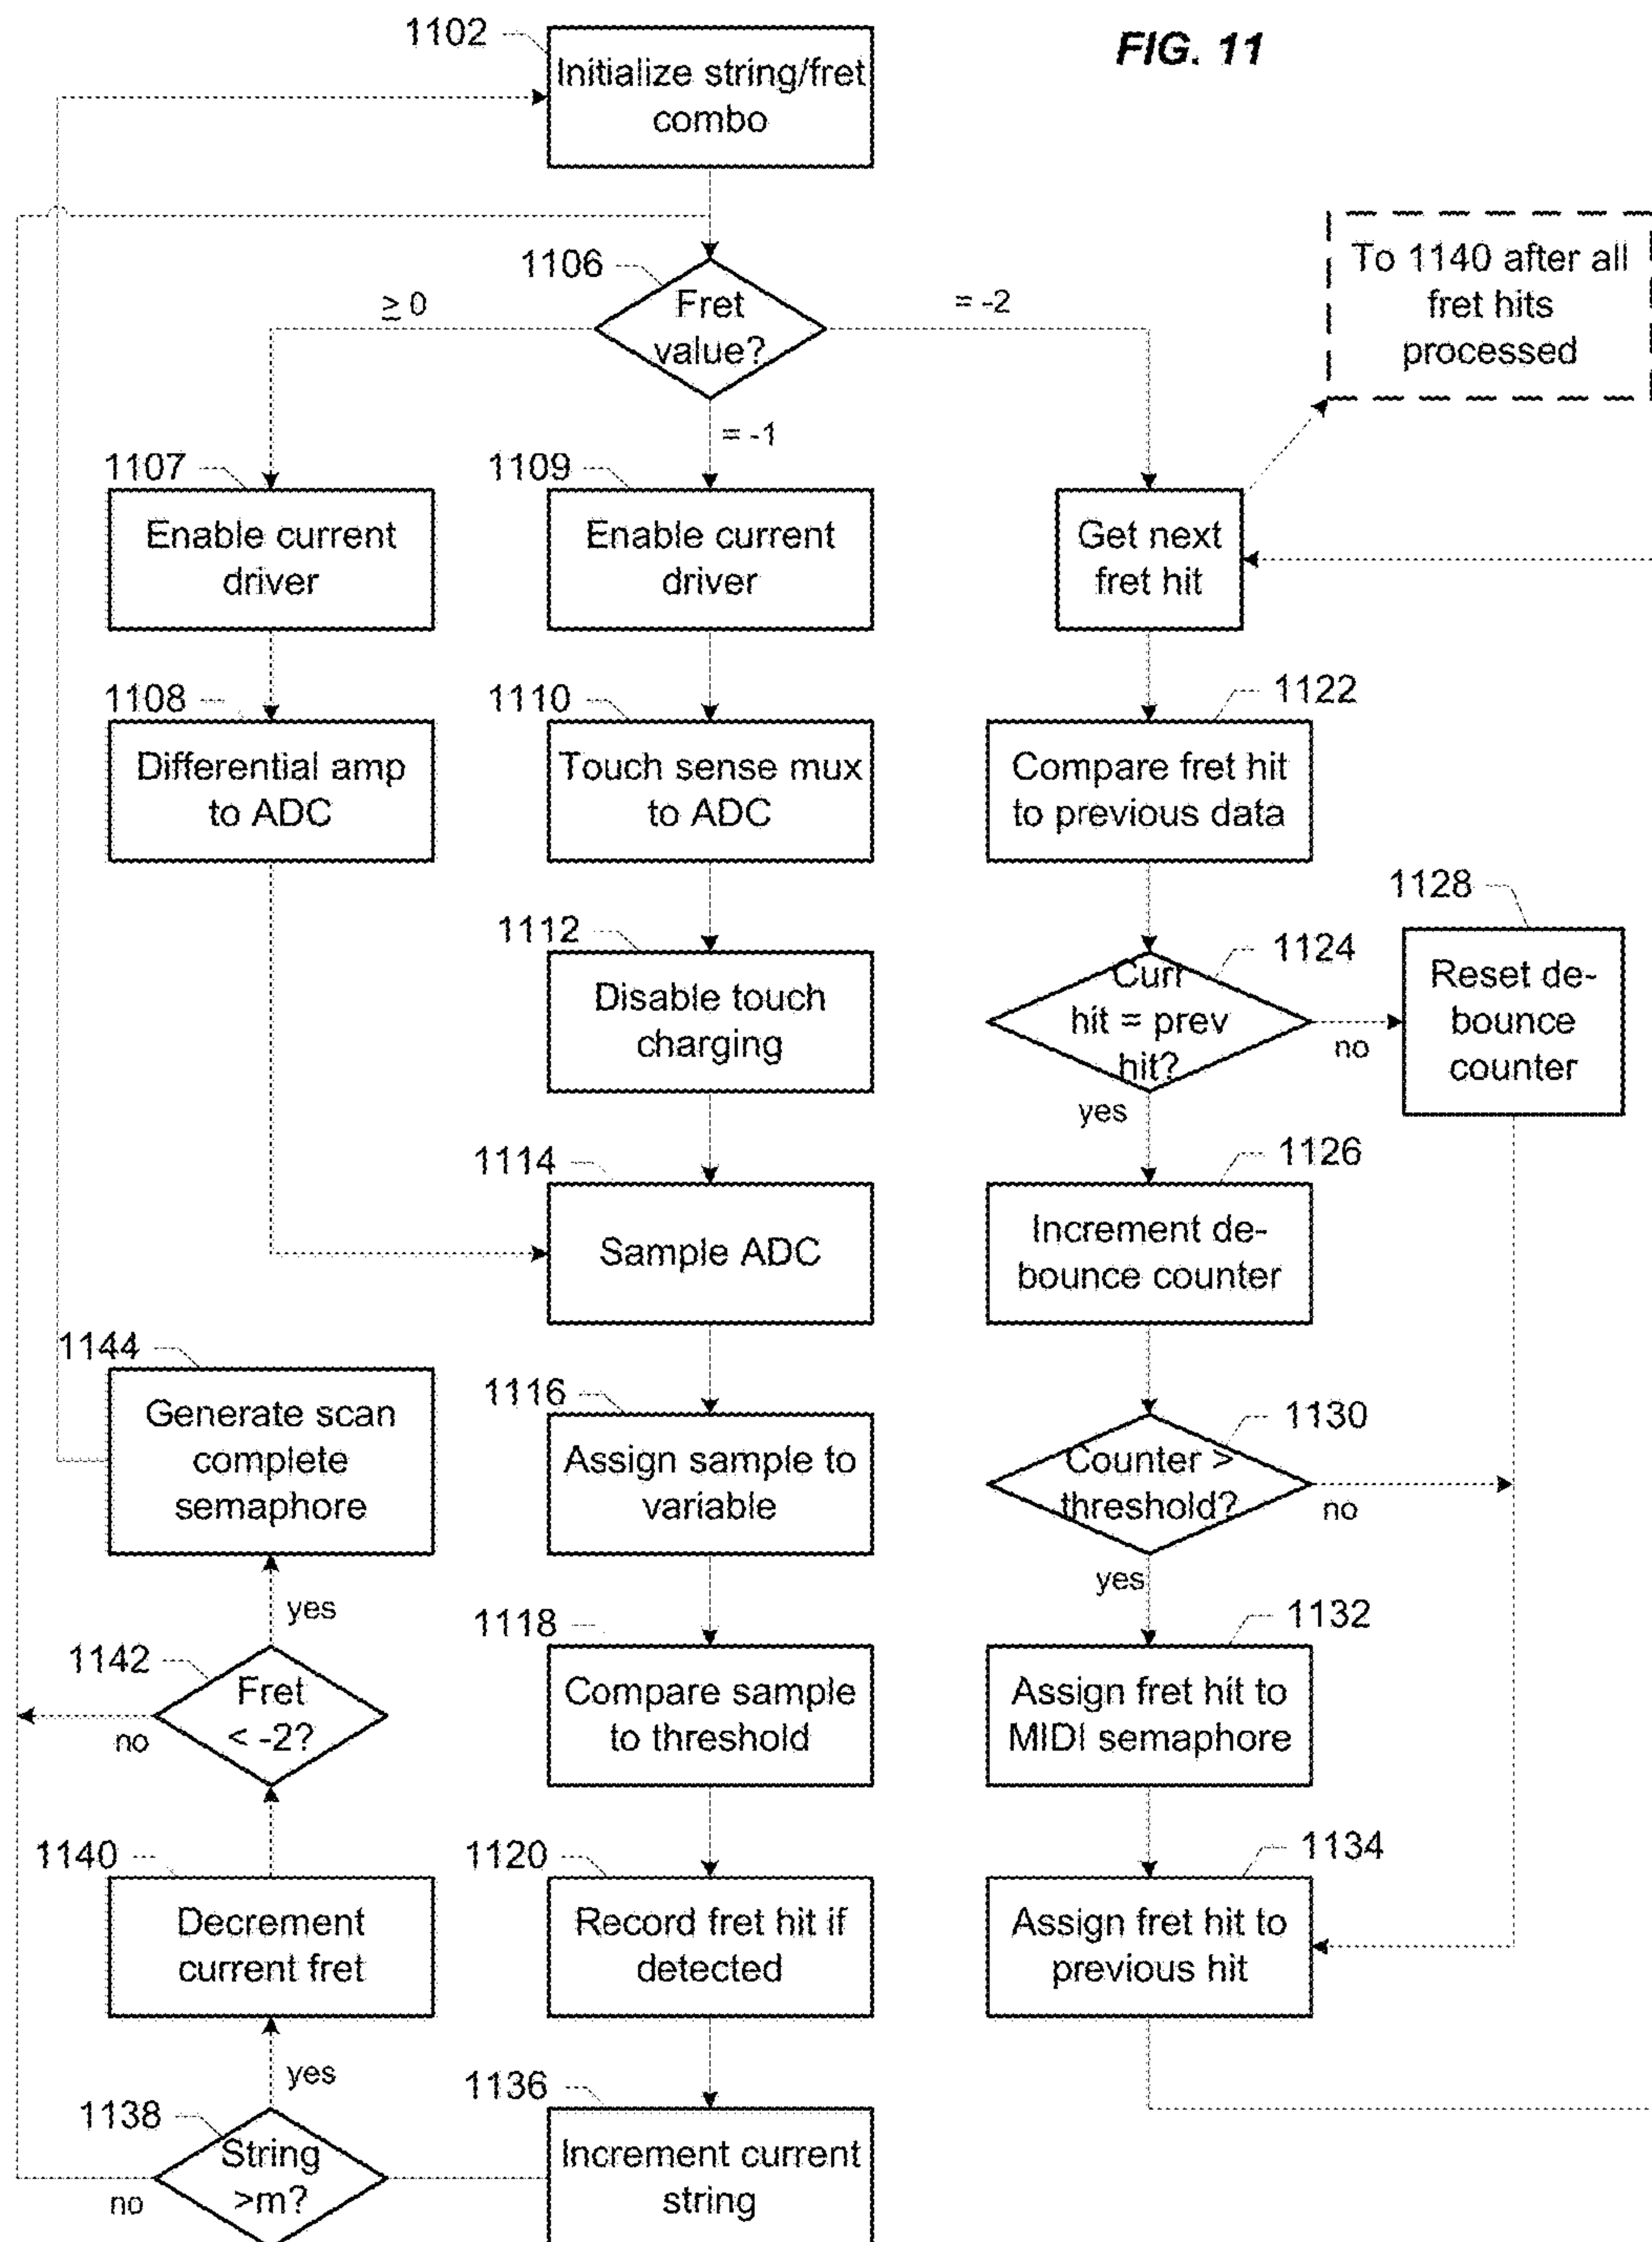 FIG. 11
1102
Initialize string/fret
combo
1106
Fret
value?
≥ 0
= -1
= -2
To 1140 after all
fret hits
processed
1107
Enable current
driver
1109
Enable current
driver
Get next
fret hit
1108
Differential amp
to ADC
1110
Touch sense mux
to ADC
1122
Compare fret hit
to previous data
1112
Disable touch
charging
1124
Curr
hit = prev
hit?
no
yes
1128
Reset de-
bounce
counter
1114
Sample ADC
1126
Increment de-
bounce counter
1144
Generate scan
complete
semaphore
1116
Assign sample to
variable
1130
Counter >
threshold?
no
yes
yes
1142
Fret
< -2?
no
1118
Compare sample
to threshold
1132
Assign fret hit to
MIDI semaphore
1140
Decrement
current fret
1120
Record fret hit if
detected
1134
Assign fret hit to
previous hit
yes
1138
String
>m?
no
1136
Increment current
string